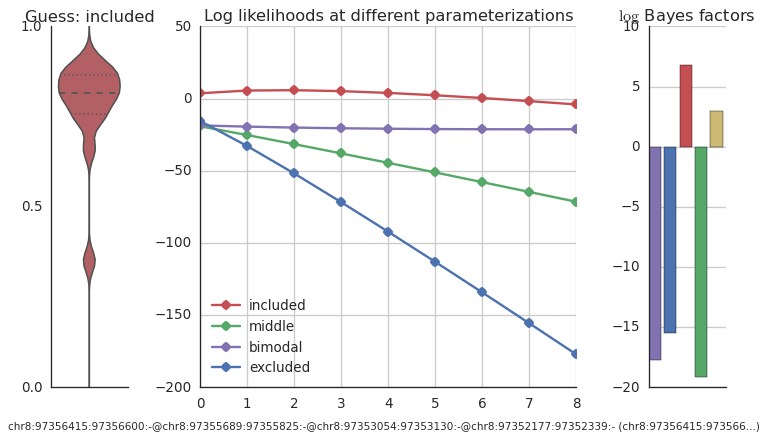 Guess: included
Log likelihoods at different parameterizations
log Bayes factors
1.0
0.5
0.0
50
0
−50
−100
−150
−200
0 1 2 3 4 5 6 7 8
included
middle
bimodal
excluded
10
5
0
−5
−10
−15
−20
chr8:97356415:97356600:-@chr8:97355689:97355825:-@chr8:97353054:97353130:-@chr8:97352177:97352339:- (chr8:97356415:973566...)